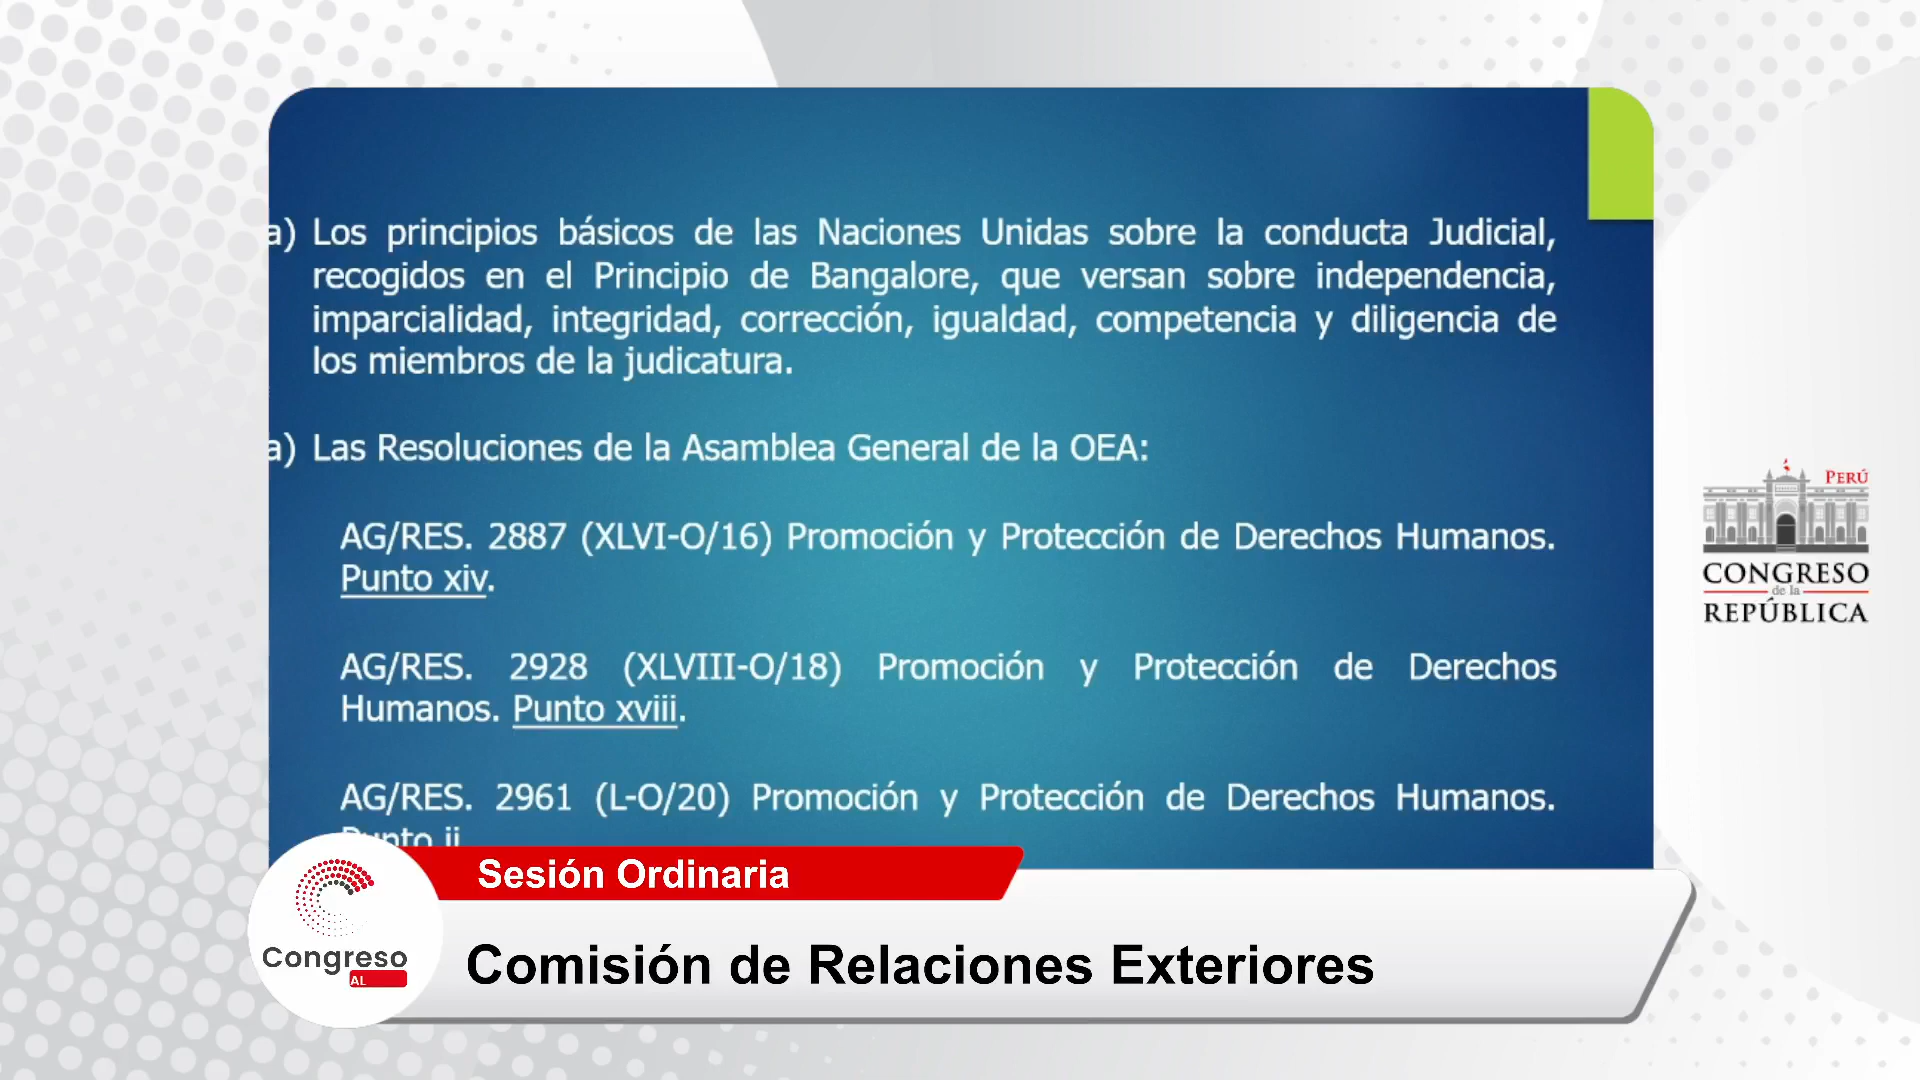 a) Los principios básicos de las Naciones Unidas sobre la conducta Judicial,
recogidos en el Principio de Bangalore, que versan sobre independencia,
imparcialidad, integridad, corrección, igualdad, competencia y diligencia de
los miembros de la judicatura.
a) Las Resoluciones de la Asamblea General de la OEA:
AG/RES. 2887 (XLVI-O/16) Promoción y Protección de Derechos Humanos.
Punto xiv.
AG/RES. 2928 (XLVIII-O/18) Promoción y Protección de Derechos
Humanos. Punto xviii.
AG/RES. 2961 (L-O/20) Promoción y Protección de Derechos Humanos.
Punto ii
PERÚ
CONGRESO
de la
REPÚBLICA
Sesión Ordinaria
Congreso
AL
Comisión de Relaciones Exteriores